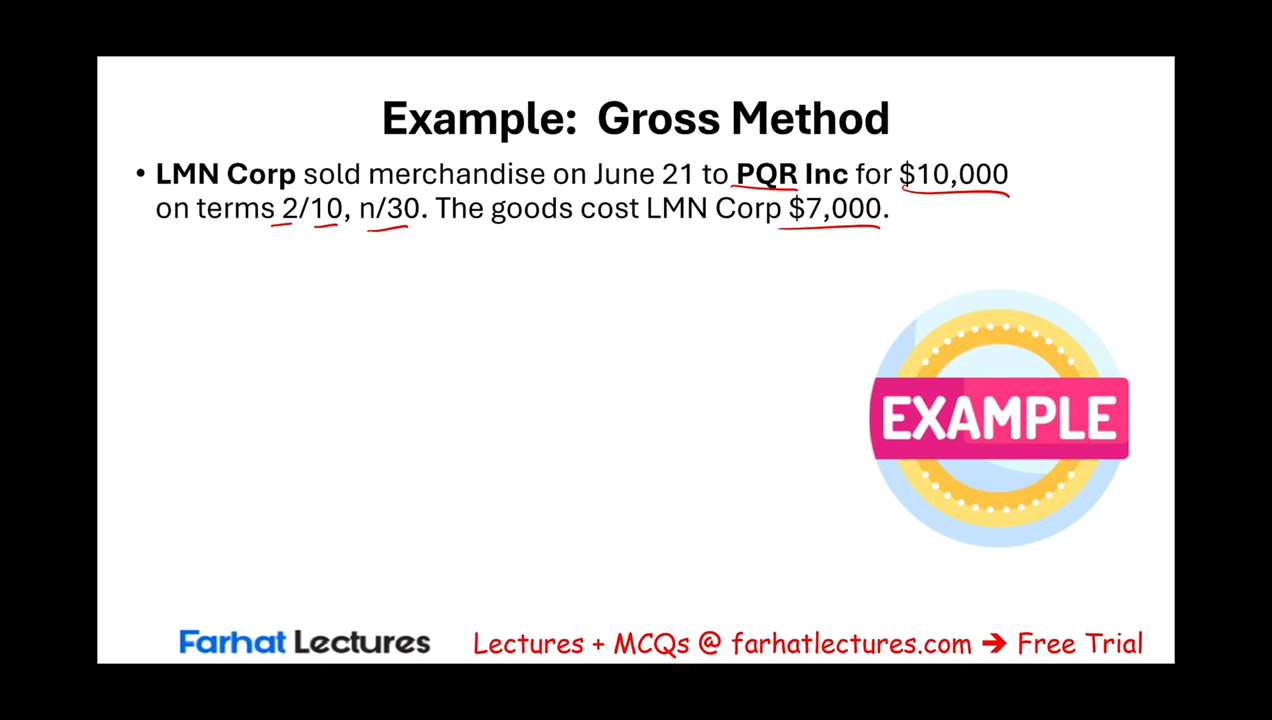 Example: Gross Method
• LMN Corp sold merchandise on June 21 to PQR Inc for $10,000
on terms 2/10, n/30. The goods cost LMN Corp $7,000.
EXAMPLE
Farhat Lectures
Lectures + MCQs @ farhatlectures.com ➔ Free Trial